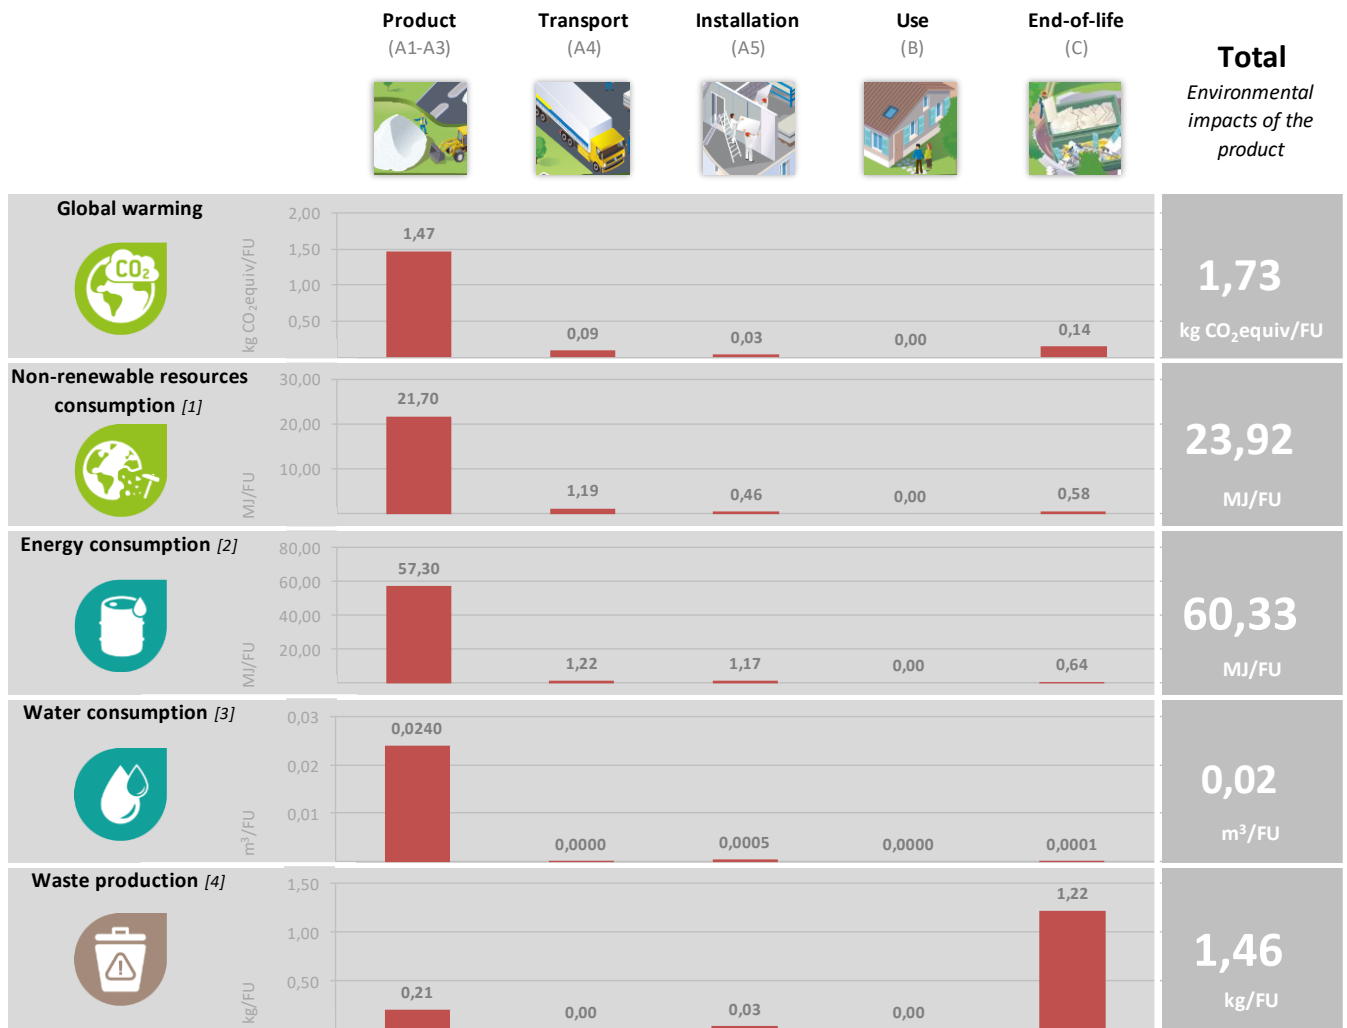 Product
(A1-A3)
Transport
(A4)
Installation
(A5)
Use
(B)
End-of-life
(C)
Total
Environmental
impacts of the
product
Global warming
CO2
kg CO2equiv/FU
2,00
1,50
1,00
0,50
1,47
0,09
0,03
0,00
0,14
1,73
kg CO2equiv/FU
Non-renewable resources
consumption [1]
MJ/FU
30,00
20,00
10,00
21,70
1,19
0,46
0,00
0,58
23,92
MJ/FU
Energy consumption [2]
MJ/FU
80,00
60,00
40,00
20,00
57,30
1,22
1,17
0,00
0,64
60,33
MJ/FU
Water consumption [3]
m³/FU
0,03
0,02
0,01
0,0240
0,0000
0,0005
0,0000
0,0001
0,02
m³/FU
Waste production [4]
kg/FU
1,50
1,00
0,50
0,21
0,00
0,03
0,00
1,22
1,46
kg/FU